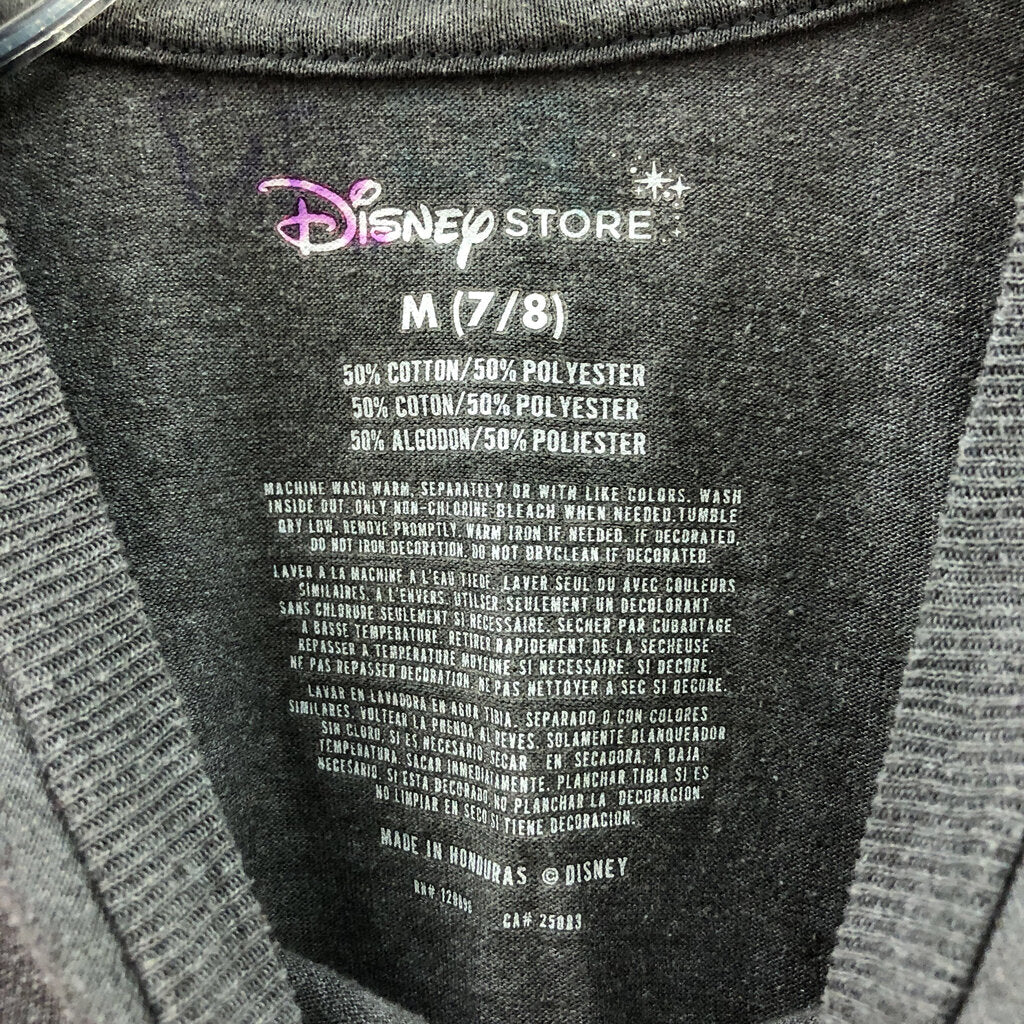 DISNEY STORE
M (7/8)
50% COTTON/50% POLYESTER
50% COTON/50% POLYESTER
50% ALGODON/50% POLIESTER
MACHINE WASH WARM, SEPARATELY OR WITH LIKE COLORS. WASH
INSIDE OUT. ONLY NON-CHLORINE BLEACH WHEN NEEDED.TUMBLE
DRY LOW, REMOVE PROMPTLY. WARM IRON IF NEEDED. IF DECORATED,
DO NOT IRON DECORATION. DO NOT DRYCLEAN IF DECORATED.
LAVER A LA MACHINE A L'EAU TIEDE. LAVER SEUL OU AVEC COULEURS
SIMILAIRES, A L'ENVERS. UTILISER SEULEMENT UN DECOLORANT
SANS CHLORURE SEULEMENT SI NECESSAIRE. SECHER PAR CUBAUTAGE
A BASSE TEMPERATURE. RETIRER RAPIDEMENT DE LA SECHEUSE.
REPASSER A TEMPERATURE MOYENNE SI NECESSAIRE. SI DECORE,
NE PAS REPASSER DECORATION. NE PAS NETTOYER A SEC SI DECORE.
LAVAR EN LAVADORA EN AGUA TIBIA. SEPARADO O CON COLORES
SIMILARES. VOLTEAR LA PRENDA AL REVES. SOLAMENTE BLANQUEADOR
SIN CLORO, SI ES NECESARIO. SECAR EN SECADORA, A BAJA
TEMPERATURA. SACAR INMEDIATAMENTE. PLANCHAR TIBIA SI ES
NECESARIO. SI ESTA DECORADO NO PLANCHAR LA DECORACION.
NO LIMPIAR EN SECO SI TIENE DECORACION.
MADE IN HONDURAS © DISNEY
RN#
CA# 25083